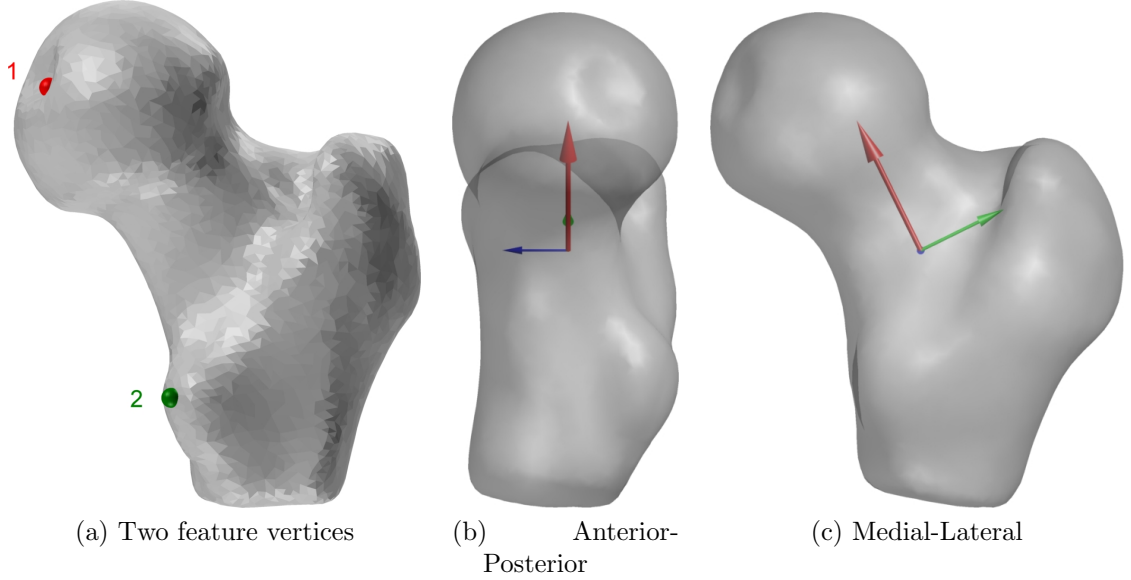 1
2
(a) Two feature vertices
(b) Anterior-
Posterior
(c) Medial-Lateral